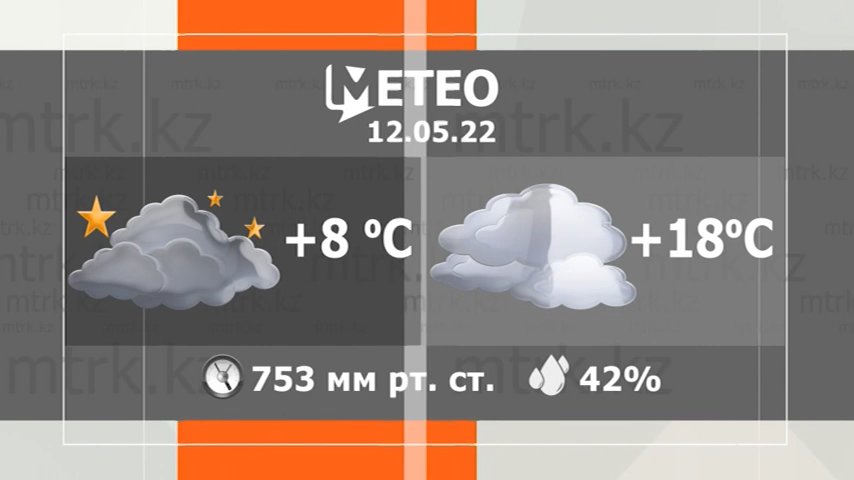 METEO
12.05.22
+8 ºC
+18ºC
753 мм рт. ст.
42%
mtrk.kz